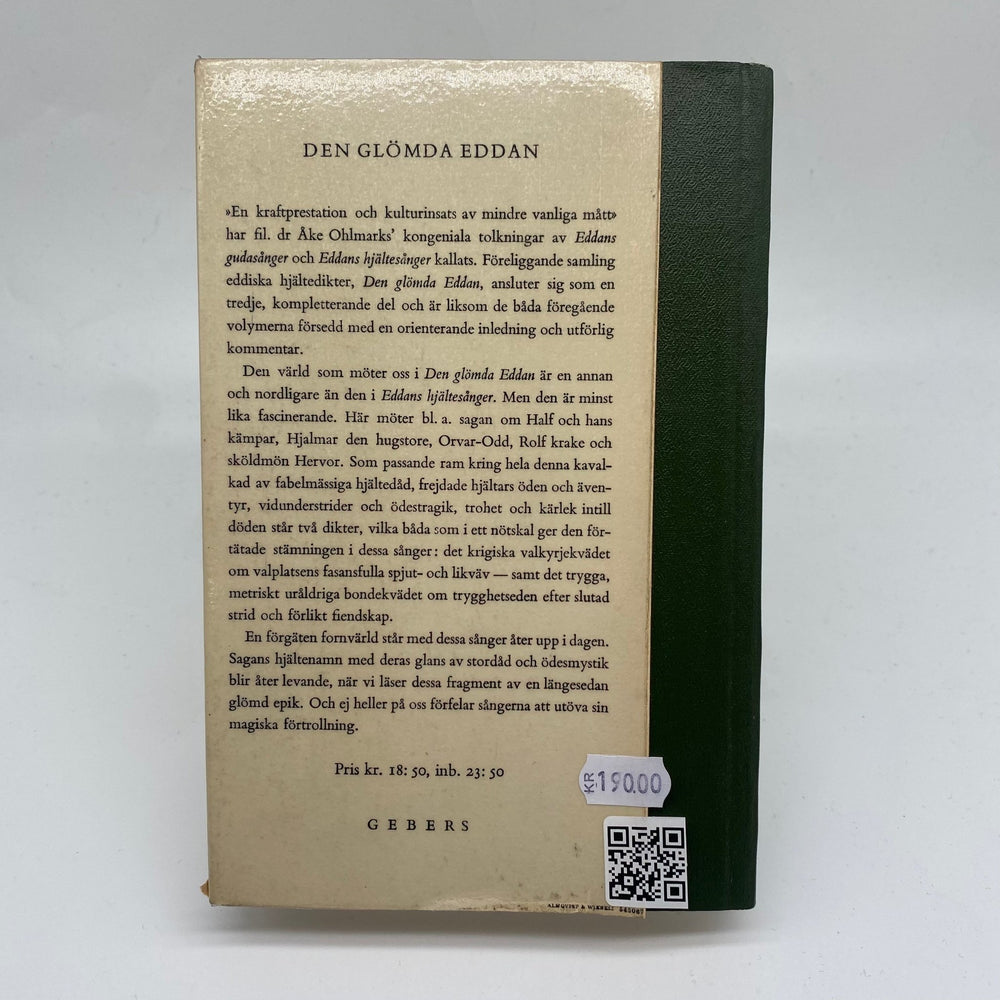 DEN GLÖMDA EDDAN
»En kraftprestation och kulturinsats av mindre vanliga mått»
har fil. dr Åke Ohlmarks' kongeniala tolkningar av Eddans
gudasånger och Eddans hjältesånger kallats. Föreliggande samling
eddiska hjältedikter, Den glömda Eddan, ansluter sig som en
tredje, kompletterande del och är liksom de båda föregående
volymerna försedd med en orienterande inledning och utförlig
kommentar.
Den värld som möter oss i Den glömda Eddan är en annan
och nordligare än den i Eddans hjältesånger. Men den är minst
lika fascinerande. Här möter bl. a. sagan om Half och hans
kämpar, Hjalmar den hugstore, Orvar-Odd, Rolf krake och
sköldmön Hervor. Som passande ram kring hela denna kaval-
kad av fabelmässiga hjältedåd, frejdade hjältars öden och även-
tyr, vidunderstrider och ödestragik, trohet och kärlek intill
döden står två dikter, vilka båda som i ett nötskal ger den för-
tätade stämningen i dessa sånger: det krigiska valkyrjekvädet
om valplatsens fasansfulla spjut- och likväv — samt det trygga,
metriskt uråldriga bondekvädet om trygghetseden efter slutad
strid och förlikt fiendskap.
En förgäten fornvärld står med dessa sånger åter upp i dagen.
Sagans hjältenamn med deras glans av stordåd och ödesmystik
blir åter levande, när vi läser dessa fragment av en längesedan
glömd epik. Och ej heller på oss förfelar sångerna att utöva sin
magiska förtrollning.
Pris kr. 18: 50, inb. 23: 50
KR 190.00
GEBERS
ALMQVIST & WIKSELL